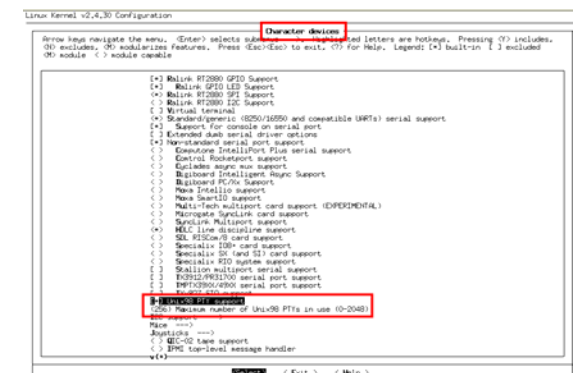 Linux Kernel v2.4.30 Configuration
Character devices
Arrow keys navigate the menu. <Enter> selects submenus --->. Highlighted letters are hotkeys. Pressing <Y> includes,
<N> excludes, <M> modularizes features. Press <Esc><Esc> to exit, <?> for Help. Legend: [*] built-in [ ] excluded
<M> module < > module capable
[*] Ralink RT2880 GPIO Support
[*] Ralink GPIO LED Support
<*> Ralink RT2880 SPI Support
< > Ralink RT2880 I2C Support
[ ] Virtual terminal
<*> Standard/generic (8250/16550 and compatible UARTs) serial support
[*] Support for console on serial port
[ ] Extended dumb serial driver options
[*] Non-standard serial port support
< > Computone IntelliPort Plus serial support
< > Comtrol Rocketport support
< > Cyclades async mux support
< > Digiboard Intelligent Async Support
< > Digiboard PC/Xx Support
< > Moxa Intellio support
< > Moxa SmartIO support
< > Multi-Tech multiport card support (EXPERIMENTAL)
< > Microgate SyncLink card support
< > SyncLink Multiport support
<*> HDLC line discipline support
< > SDL RISCom/8 card support
< > Specialix IO8+ card support
< > Specialix SX (and SI) card support
< > Specialix RIO system support
[ ] Stallion multiport serial support
[ ] TX3912/PR31700 serial port support
[ ] TMPTX39XX/49XX serial port support
[*] Unix98 PTY support
(256) Maximum number of Unix98 PTYs in use (0-2048)
I2C support --->
Mice --->
Joysticks --->
< > QIC-02 tape support
< > IPMI top-level message handler
v(+)
<Select> < Exit > < Help >